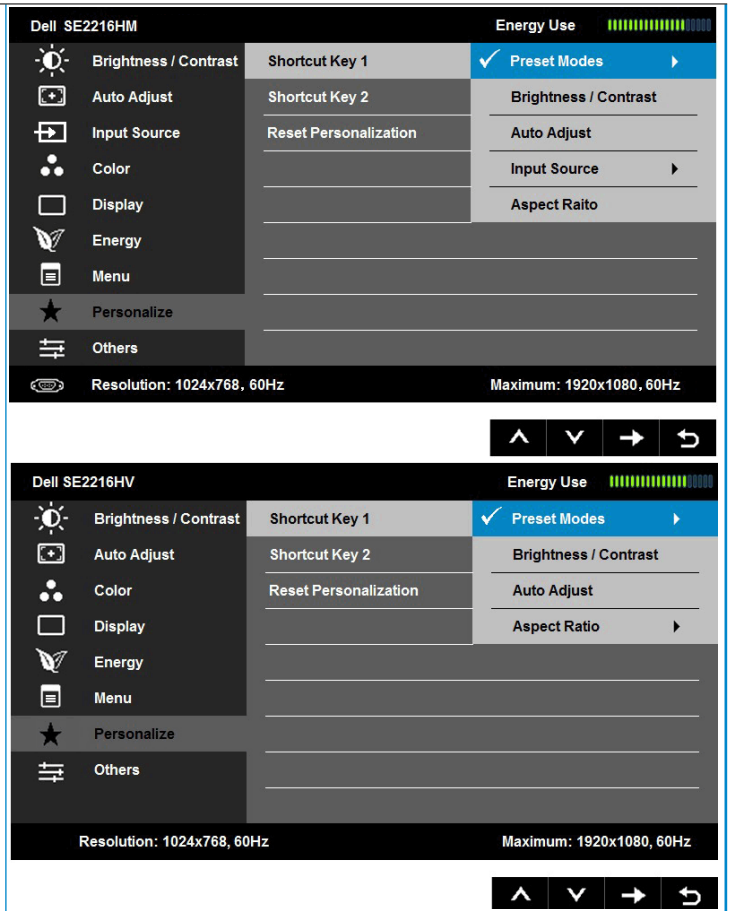 Dell SE2216HM Energy Use
Brightness / Contrast Shortcut Key 1 Preset Modes
Auto Adjust Shortcut Key 2 Brightness / Contrast
Input Source Reset Personalization Auto Adjust
Color Input Source
Display Aspect Raito
Energy
Menu
Personalize
Others
Resolution: 1024x768, 60Hz Maximum: 1920x1080, 60Hz
Dell SE2216HV Energy Use
Brightness / Contrast Shortcut Key 1 Preset Modes
Auto Adjust Shortcut Key 2 Brightness / Contrast
Color Reset Personalization Auto Adjust
Display Aspect Ratio
Energy
Menu
Personalize
Others
Resolution: 1024x768, 60Hz Maximum: 1920x1080, 60Hz